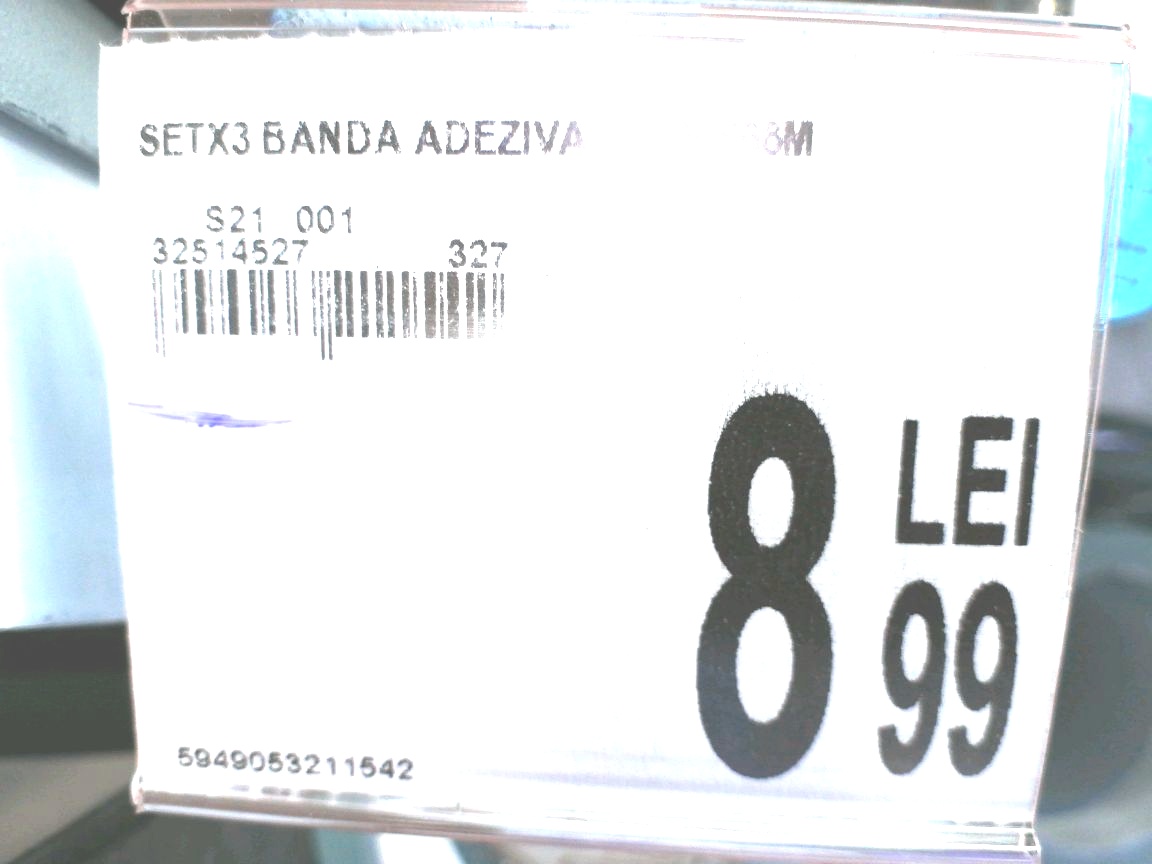 SETX3 BANDA ADEZIVA
S21 001
32514527 327
8 LEI
99
5949053211542